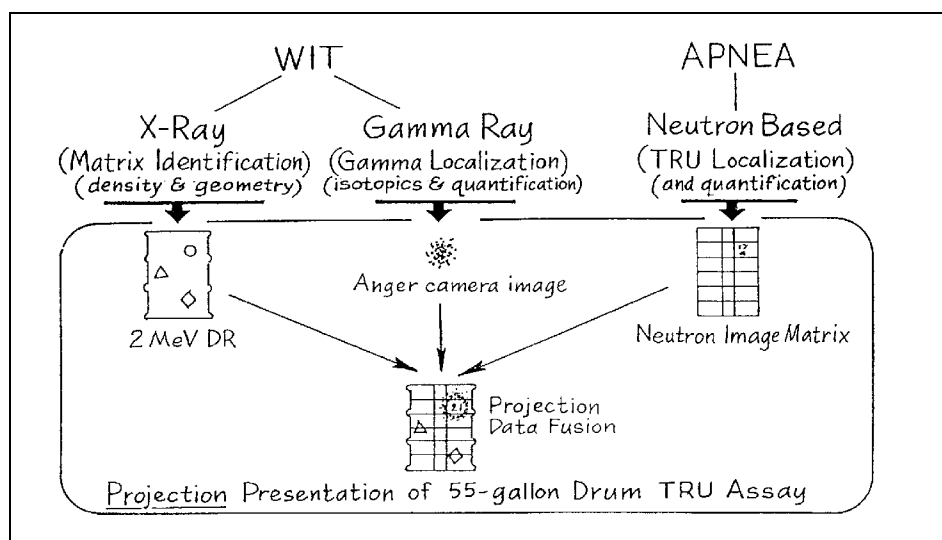 WIT
APNEA
X-Ray
(Matrix Identification)
(density & geometry)
Gamma Ray
(Gamma Localization)
(isotopics & quantification)
Neutron Based
(TRU Localization)
(and quantification)
2 MeV DR
Anger camera image
Neutron Image Matrix
Projection
Data Fusion
Projection Presentation of 55-gallon Drum TRU Assay